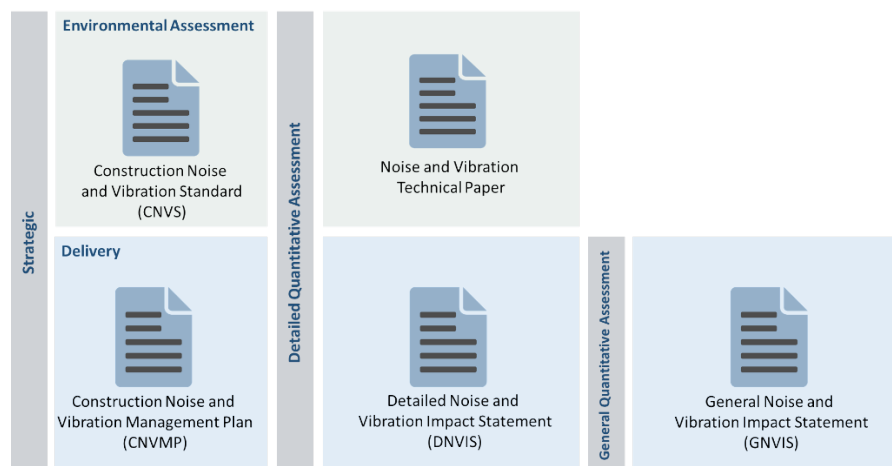 Strategic
Environmental Assessment
Construction Noise
and Vibration Standard
(CNVS)
Detailed Quantitative Assessment
Noise and Vibration
Technical Paper
Delivery
Construction Noise and
Vibration Management Plan
(CNVMP)
Detailed Noise and
Vibration Impact Statement
(DNVIS)
General Quantitative Assessment
General Noise and
Vibration Impact Statement
(GNVIS)